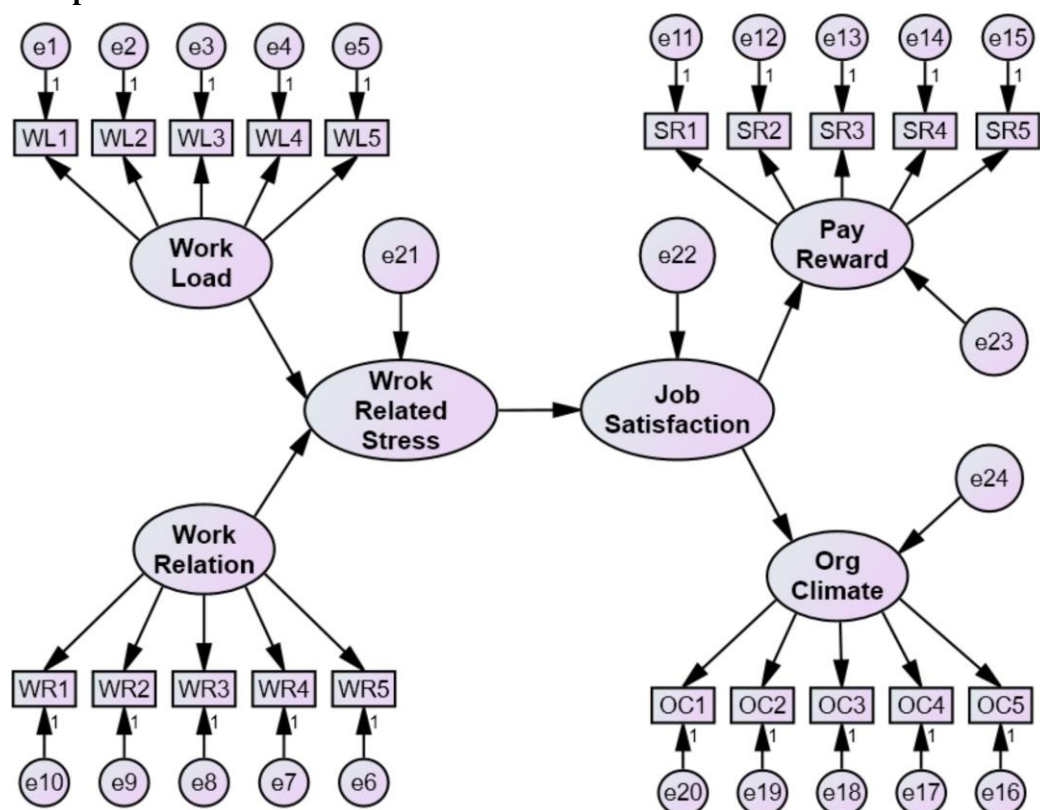 e1 e2 e3 e4 e5
1 1 1 1 1
WL1 WL2 WL3 WL4 WL5
Work
Load
e21
Wrok
Related
Stress
Work
Relation
WR1 WR2 WR3 WR4 WR5
1 1 1 1 1
e10 e9 e8 e7 e6
e11 e12 e13 e14 e15
1 1 1 1 1
SR1 SR2 SR3 SR4 SR5
Pay
Reward
e22
e23
Job
Satisfaction
e24
Org
Climate
OC1 OC2 OC3 OC4 OC5
1 1 1 1 1
e20 e19 e18 e17 e16